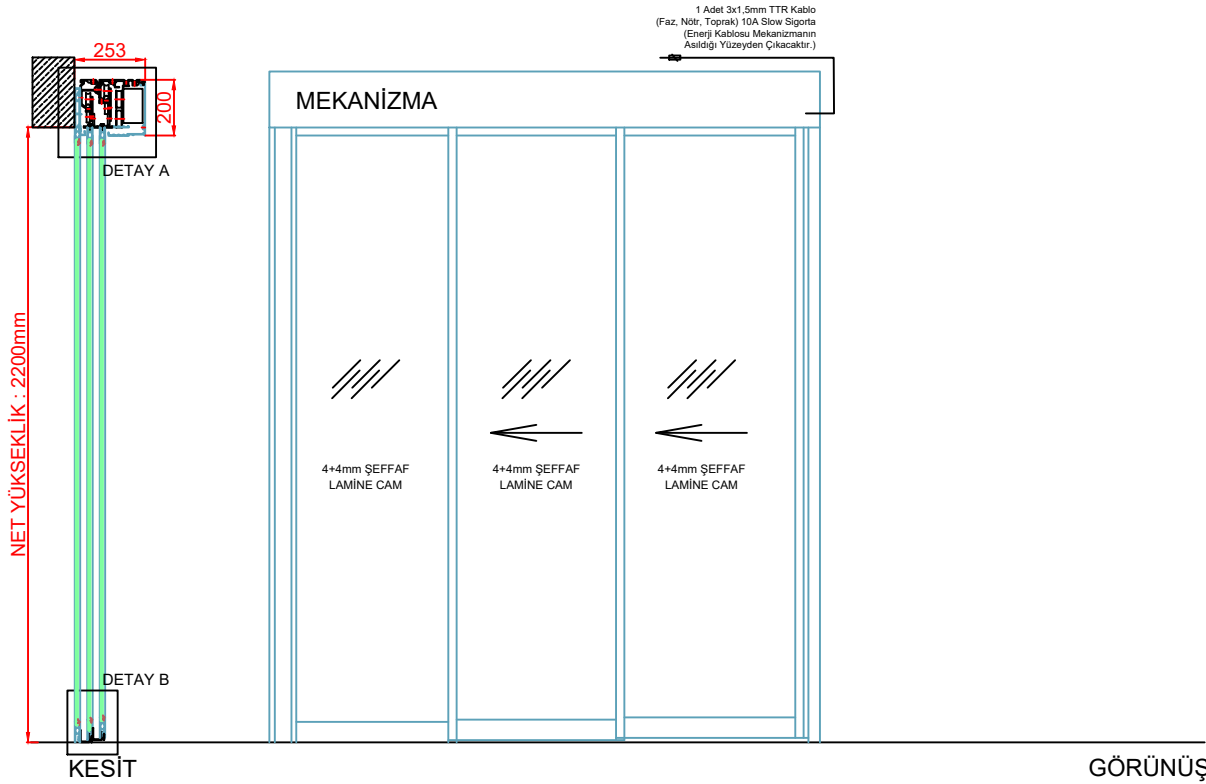 1 Adet 3x1,5mm TTR Kablo
(Faz, Nötr, Toprak) 10A Slow Sigorta
(Enerji Kablosu Mekanizmanın
Asıldığı Yüzeyden Çıkacaktır.)
253
200
MEKANİZMA
DETAY A
NET YÜKSEKLİK : 2200mm
4+4mm ŞEFFAF
LAMİNE CAM
4+4mm ŞEFFAF
LAMİNE CAM
4+4mm ŞEFFAF
LAMİNE CAM
DETAY B
KESİT
GÖRÜNÜŞ